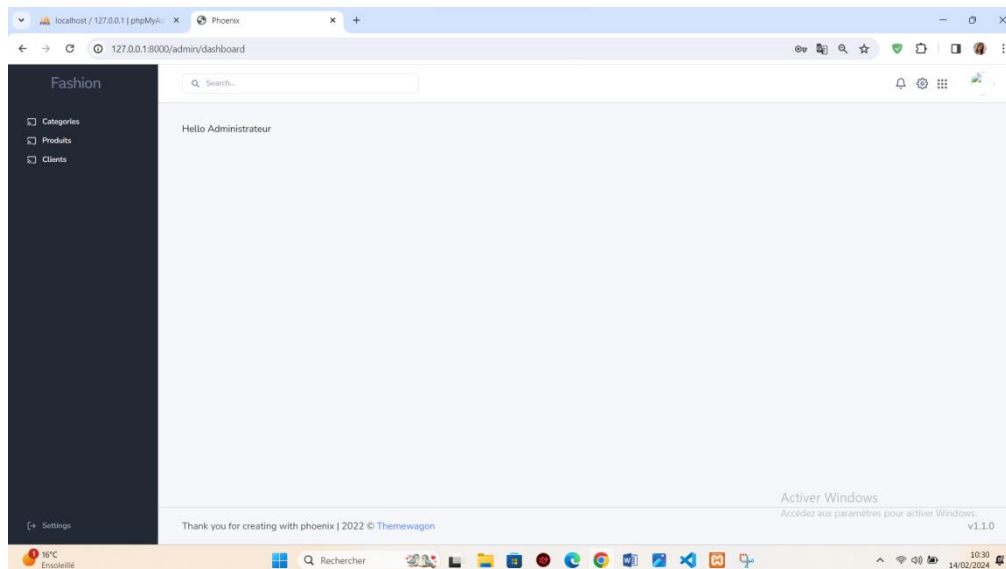 localhost / 127.0.0.1 | phpMyAd
Phoenix
127.0.0.1:8000/admin/dashboard
Fashion
Search...
Categories
Produits
Clients
Hello Administrateur
Activer Windows
Accédez aux paramètres pour activer Windows.
Settings
Thank you for creating with phoenix | 2022 © Themewagon
v1.1.0
1
16°C
Ensoleillé
Rechercher
10:30
14/02/2024